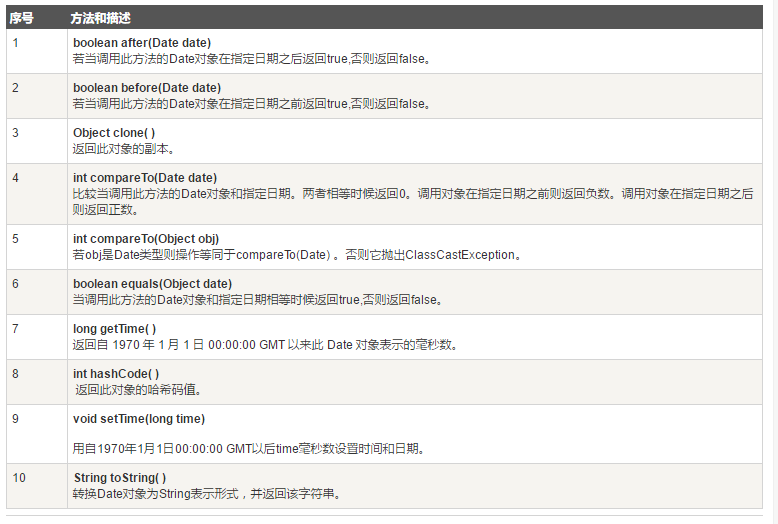 序号 方法和描述
1 boolean after(Date date)
若当调用此方法的Date对象在指定日期之后返回true,否则返回false。
2 boolean before(Date date)
若当调用此方法的Date对象在指定日期之前返回true,否则返回false。
3 Object clone( )
返回此对象的副本。
4 int compareTo(Date date)
比较当调用此方法的Date对象和指定日期。两者相等时候返回0。调用对象在指定日期之前则返回负数。调用对象在指定日期之后
则返回正数。
5 int compareTo(Object obj)
若obj是Date类型则操作等同于compareTo(Date) 。否则它抛出ClassCastException。
6 boolean equals(Object date)
当调用此方法的Date对象和指定日期相等时候返回true,否则返回false。
7 long getTime( )
返回自 1970 年 1 月 1 日 00:00:00 GMT 以来此 Date 对象表示的毫秒数。
8 int hashCode( )
返回此对象的哈希码值。
9 void setTime(long time)
用自1970年1月1日00:00:00 GMT以后time毫秒数设置时间和日期。
10 String toString( )
转换Date对象为String表示形式，并返回该字符串。